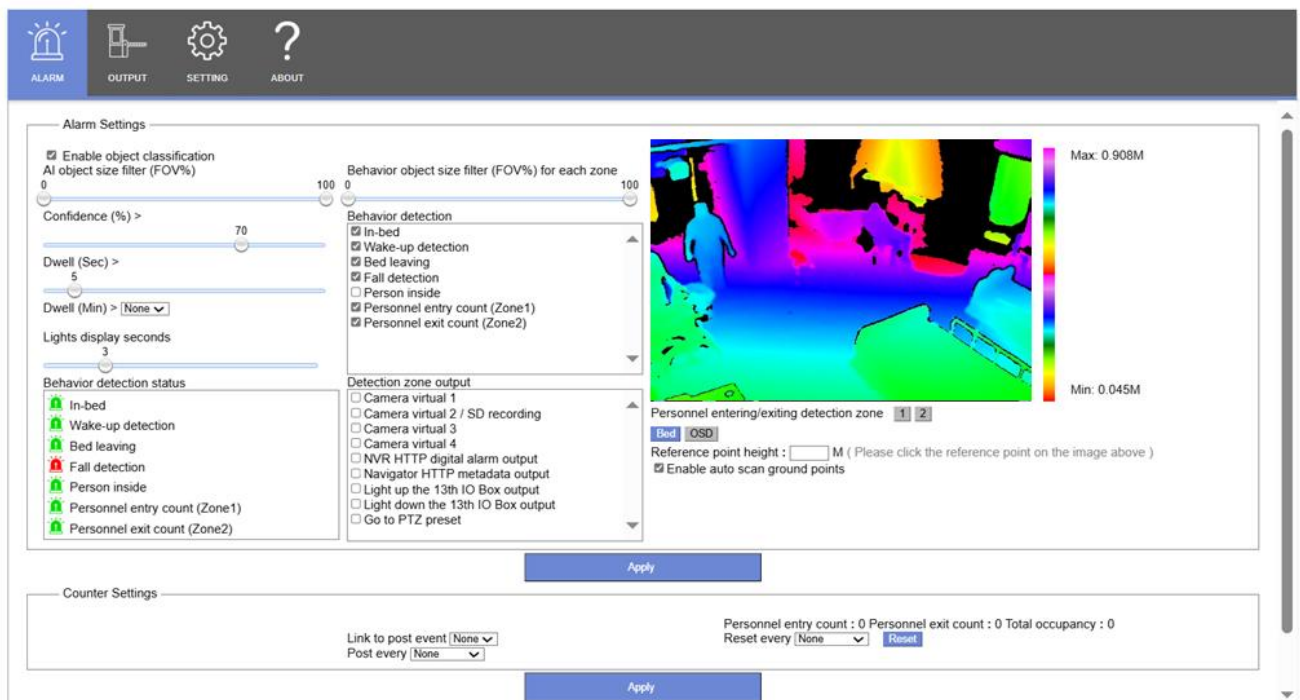 ALARM
OUTPUT
SETTING
ABOUT
Alarm Settings
Enable object classification
AI object size filter (FOV%)
0 100
Confidence (%) >
70
Dwell (Sec) >
5
Dwell (Min) > None
Lights display seconds
3
Behavior detection status
In-bed
Wake-up detection
Bed leaving
Fall detection
Person inside
Personnel entry count (Zone1)
Personnel exit count (Zone2)
Behavior object size filter (FOV%) for each zone
0 100
Behavior detection
In-bed
Wake-up detection
Bed leaving
Fall detection
Person inside
Personnel entry count (Zone1)
Personnel exit count (Zone2)
Detection zone output
Camera virtual 1
Camera virtual 2 / SD recording
Camera virtual 3
Camera virtual 4
NVR HTTP digital alarm output
Navigator HTTP metadata output
Light up the 13th IO Box output
Light down the 13th IO Box output
Go to PTZ preset
Max: 0.908M
Min: 0.045M
Personnel entering/exiting detection zone 1 2
Bed OSD
Reference point height : M ( Please click the reference point on the image above )
Enable auto scan ground points
Apply
Counter Settings
Link to post event None
Post every None
Personnel entry count : 0 Personnel exit count : 0 Total occupancy : 0
Reset every None Reset
Apply